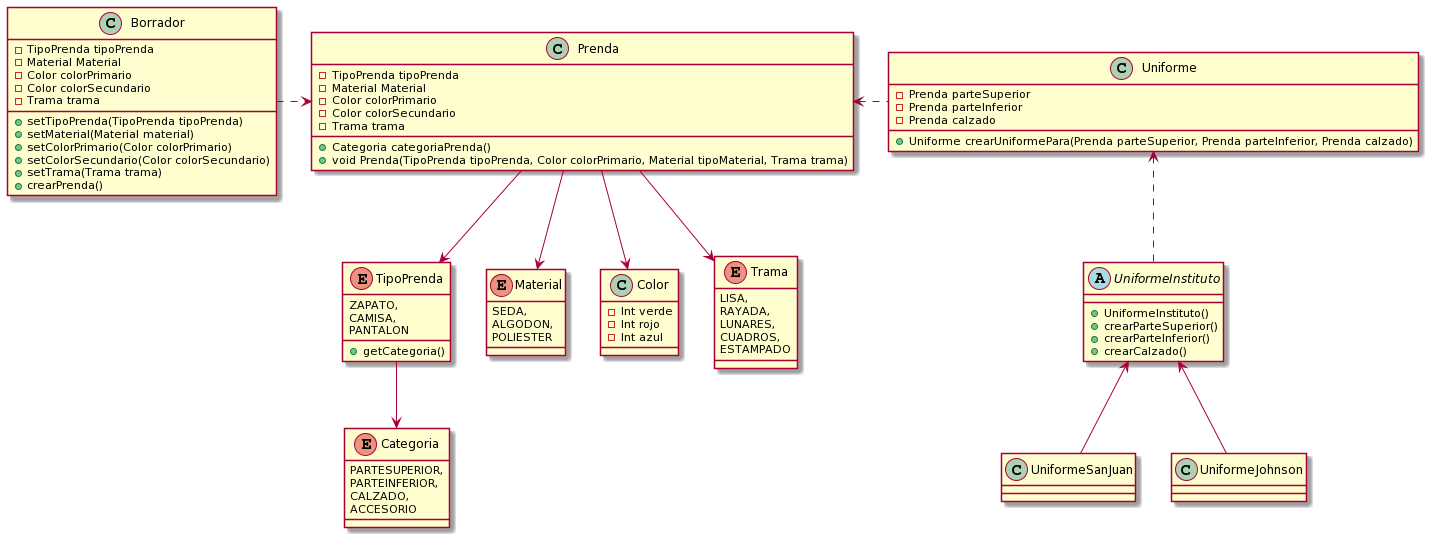 C Borrador
TipoPrenda tipoPrenda
Material Material
Color colorPrimario
Color colorSecundario
Trama trama
setTipoPrenda(TipoPrenda tipoPrenda)
setMaterial(Material material)
setColorPrimario(Color colorPrimario)
setColorSecundario(Color colorSecundario)
setTrama(Trama trama)
crearPrenda()
C Prenda
TipoPrenda tipoPrenda
Material Material
Color colorPrimario
Color colorSecundario
Trama trama
Categoria categoriaPrenda()
void Prenda(TipoPrenda tipoPrenda, Color colorPrimario, Material tipoMaterial, Trama trama)
C Uniforme
Prenda parteSuperior
Prenda parteInferior
Prenda calzado
Uniforme crearUniformePara(Prenda parteSuperior, Prenda parteInferior, Prenda calzado)
E TipoPrenda
ZAPATO,
CAMISA,
PANTALON
getCategoria()
E Material
SEDA,
ALGODON,
POLIESTER
C Color
Int verde
Int rojo
Int azul
E Trama
LISA,
RAYADA,
LUNARES,
CUADROS,
ESTAMPADO
A UniformeInstituto
UniformeInstituto()
crearParteSuperior()
crearParteInferior()
crearCalzado()
E Categoria
PARTESUPERIOR,
PARTEINFERIOR,
CALZADO,
ACCESORIO
C UniformeSanJuan
C UniformeJohnson